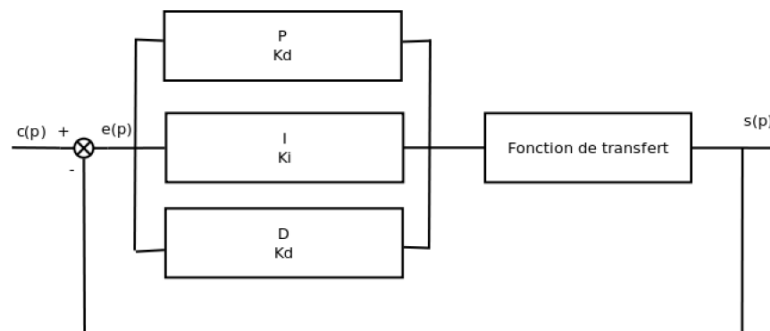 P
Kd
c(p)
+
e(p)
s(p)
I
Ki
Fonction de transfert
-
D
Kd